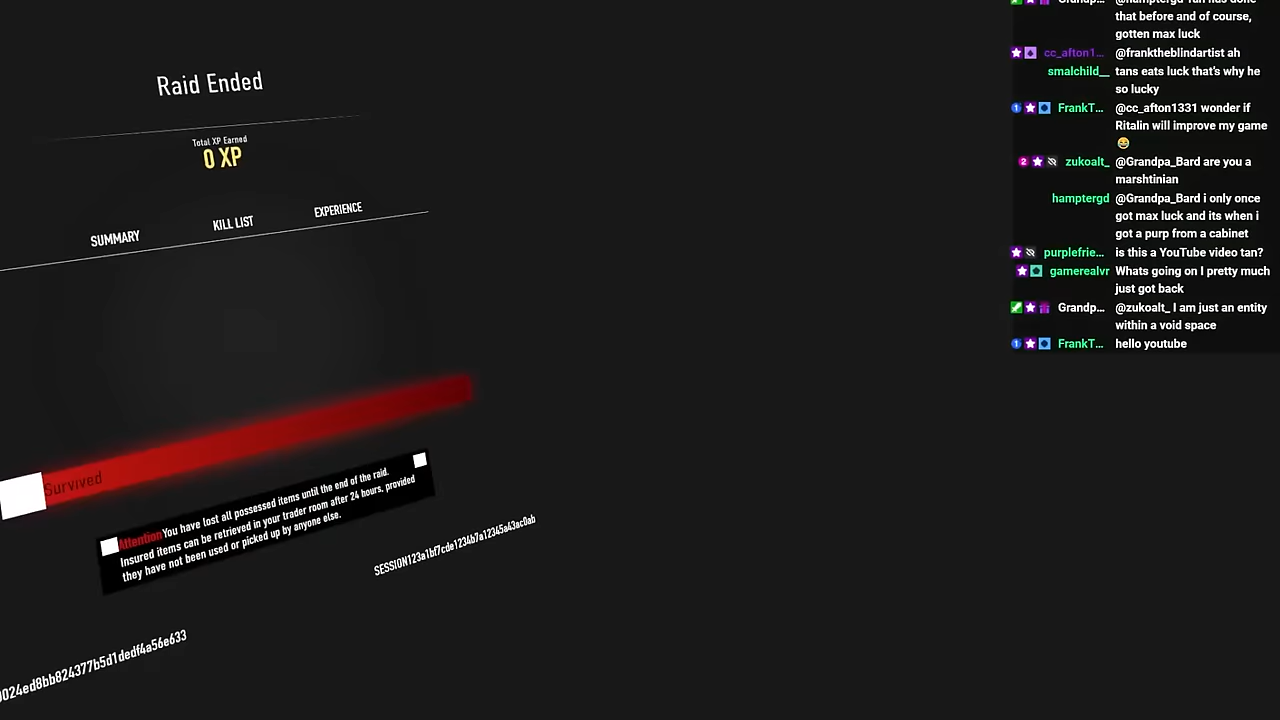 Raid Ended
Total XP Earned
0 XP
SUMMARY
KILL LIST
EXPERIENCE
Survived
Attention You have lost all possessed items until the end of the raid.
Insured items can be retrieved in your trader room after 24 hours, provided
they have not been used or picked up by anyone else.
SESSION123a1bf7cde1234b7a12345a43ac0ab
024ed8bb824377b5d1dedf4a56e633
that before and of course,
gotten max luck
cc_afton1... @franktheblindartist ah
smalchild__ tans eats luck that's why he
so lucky
1 FrankT... @cc_afton1331 wonder if
Ritalin will improve my game
2 zukoalt_ @Grandpa_Bard are you a
marshtinian
hamptergd @Grandpa_Bard i only once
got max luck and its when i
got a purp from a cabinet
purplefrie... is this a YouTube video tan?
gamerealvr Whats going on I pretty much
just got back
Grandp... @zukoalt_ I am just an entity
within a void space
1 FrankT... hello youtube